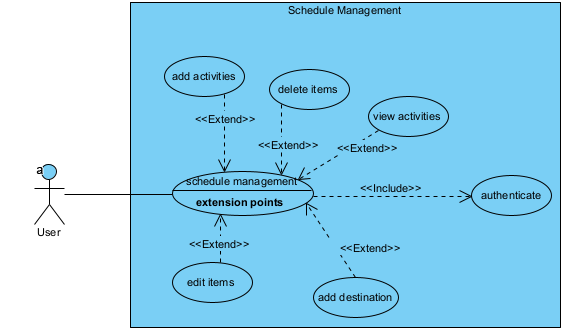 Schedule Management
add activities
delete items
view activities
<<Extend>>
<<Extend>>
<<Extend>>
a
schedule management
extension points
<<Include>>
authenticate
User
<<Extend>>
<<Extend>>
edit items
add destination